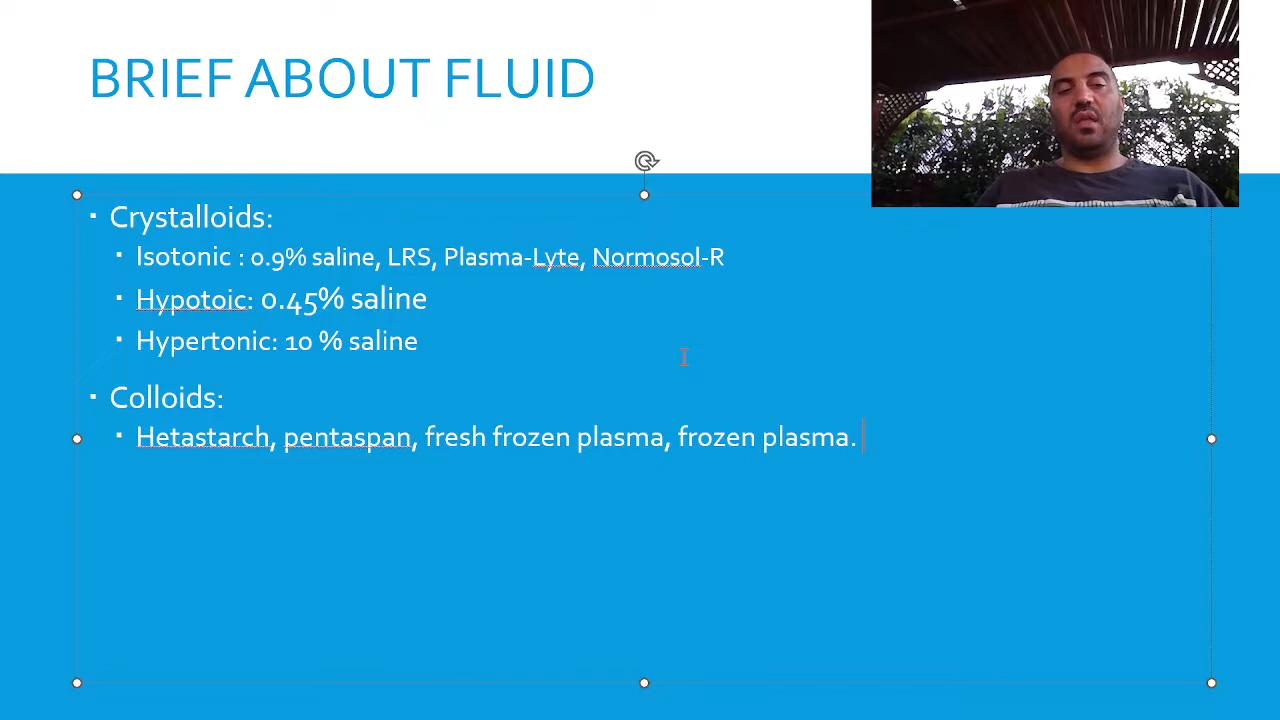 BRIEF ABOUT FLUID
Crystalloids:
Isotonic : 0.9% saline, LRS, Plasma-Lyte, Normosol-R
Hypotoic: 0.45% saline
Hypertonic: 10 % saline
Colloids:
Hetastarch, pentaspan, fresh frozen plasma, frozen plasma.